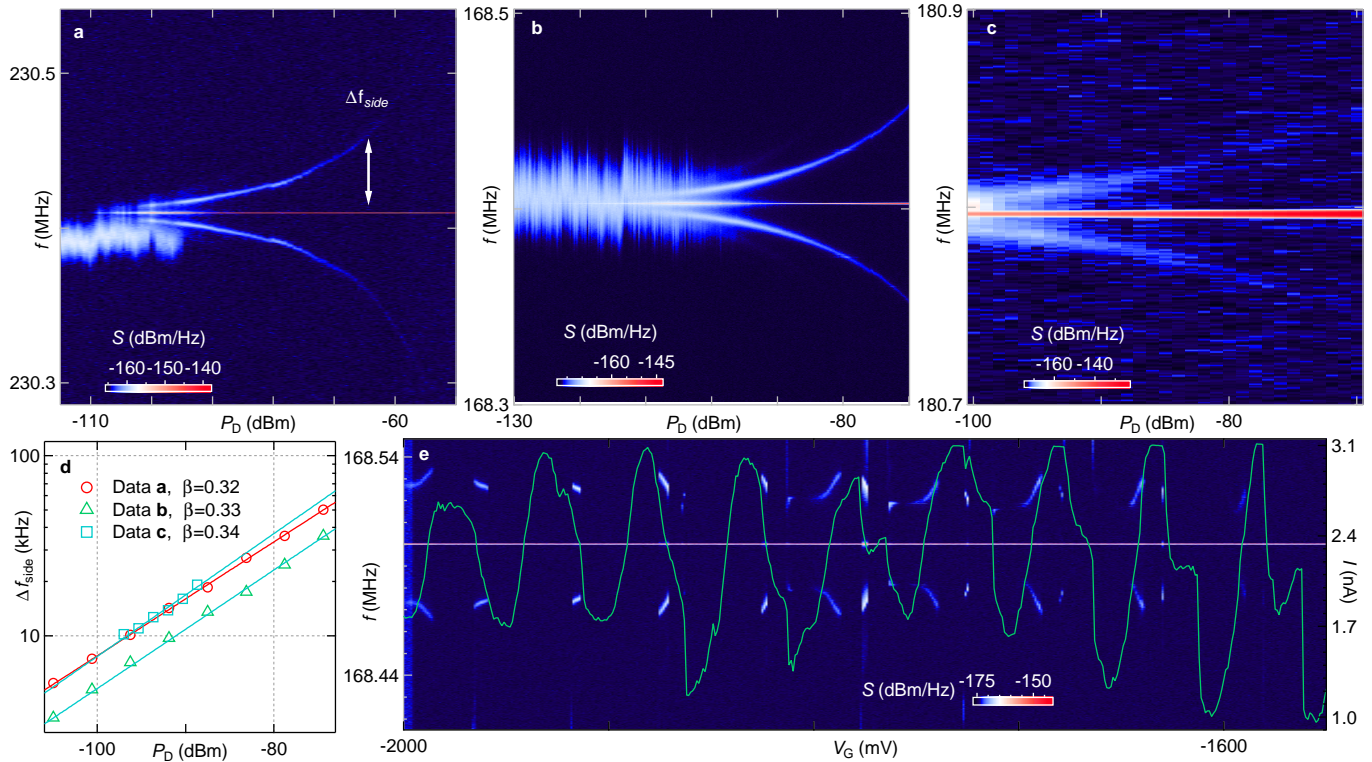 a
230.5
f (MHz)
230.3
Δf_side
S (dBm/Hz)
-160 -150 -140
-110
P_D (dBm)
-60
b
168.5
f (MHz)
168.3
S (dBm/Hz)
-160 -145
-130
P_D (dBm)
-80
c
180.9
f (MHz)
180.7
S (dBm/Hz)
-160 -140
-100
P_D (dBm)
-80
d
100
10
Δ f_side (kHz)
Data a, β=0.32
Data b, β=0.33
Data c, β=0.34
-100
P_D (dBm)
-80
e
168.54
f (MHz)
168.44
S (dBm/Hz)
-175 -150
3.1
2.4
I (nA)
1.7
1.0
-2000
V_G (mV)
-1600